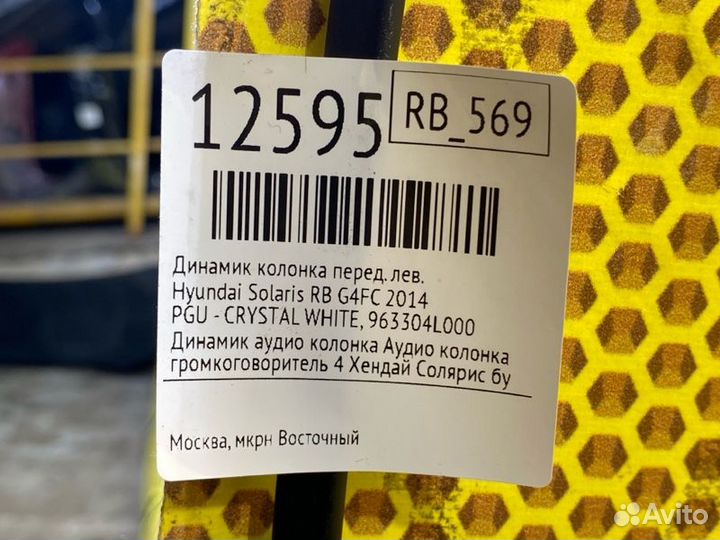 12595
RB_569
Динамик колонка перед. лев.
Hyundai Solaris RB G4FC 2014
PGU - CRYSTAL WHITE, 963304L000
Динамик аудио колонка Аудио колонка
громкоговоритель 4 Хендай Солярис бу
Москва, мкрн Восточный
Avito